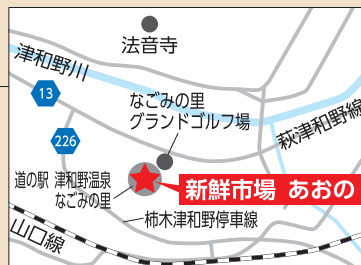 法音寺
津和野川
13
なごみの里
グランドゴルフ場
萩津和野線
226
道の駅 津和野温泉
なごみの里
新鮮市場 あおの
柿木津和野停車線
山口線